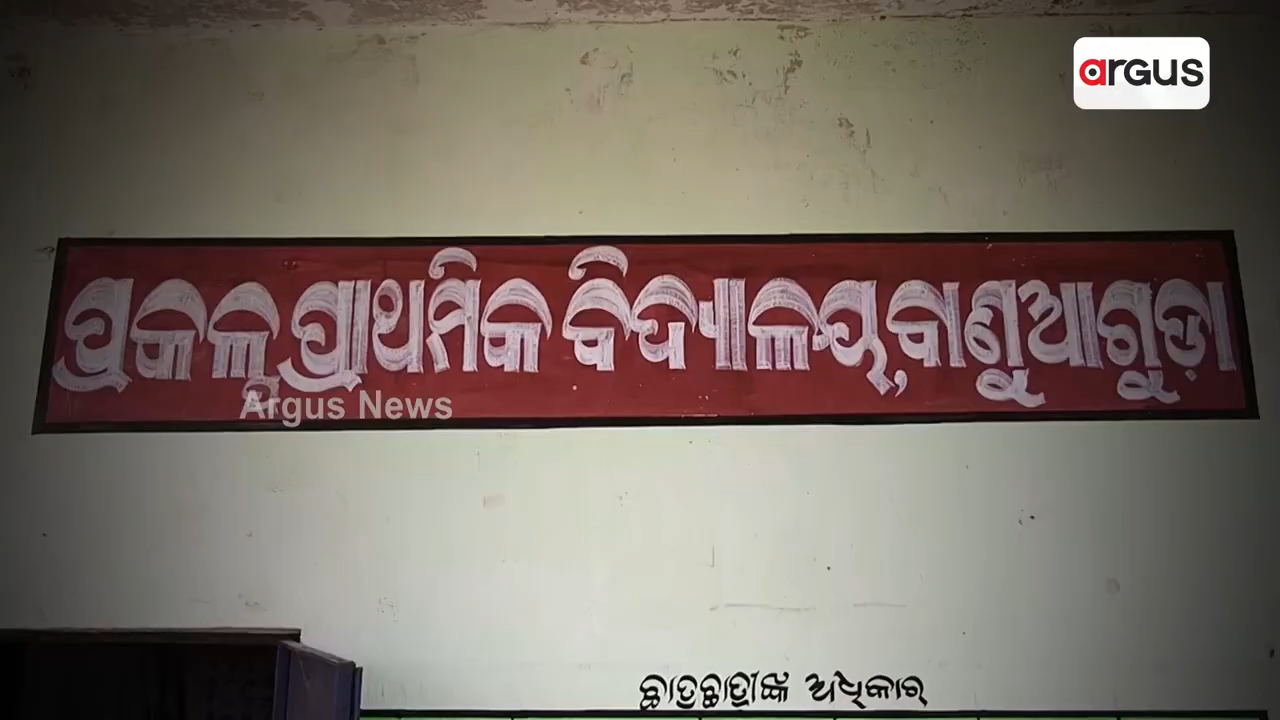 argus
ପ୍ରକଳ୍ପ ପ୍ରାଥମିକ ବିଦ୍ୟାଳୟ, ବାଣୁଆଗୁଡ଼ା
Argus News
ଛାତ୍ରଛାତ୍ରୀଙ୍କ ଅଧିକାର